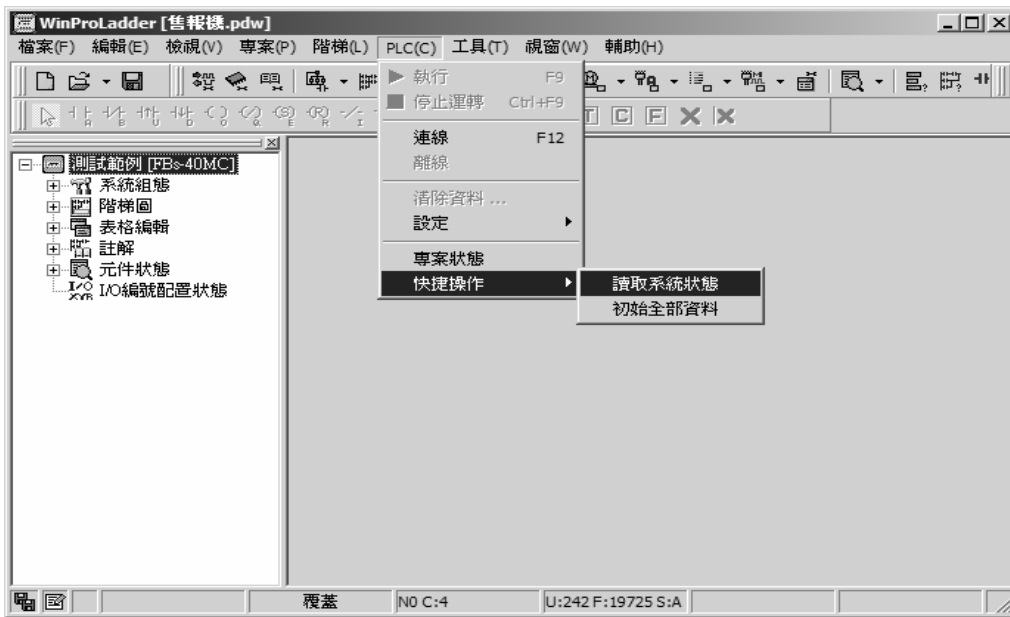 WinProLadder [售報機.pdw]
檔案(F) 編輯(E) 檢視(V) 專案(P) 階梯(L) PLC(C) 工具(T) 視窗(W) 輔助(H)
執行 F9
停止運轉 Ctrl+F9
A B U D O Q E R I T C F
連線 F12
離線
清除資料 ...
設定
專案狀態
快捷操作
讀取系統狀態
初始全部資料
測試範例 [FBs-40MC]
系統組態
階梯圖
表格編輯
註解
元件狀態
I/O編號配置狀態
覆蓋 N0 C:4 U:242 F:19725 S:A